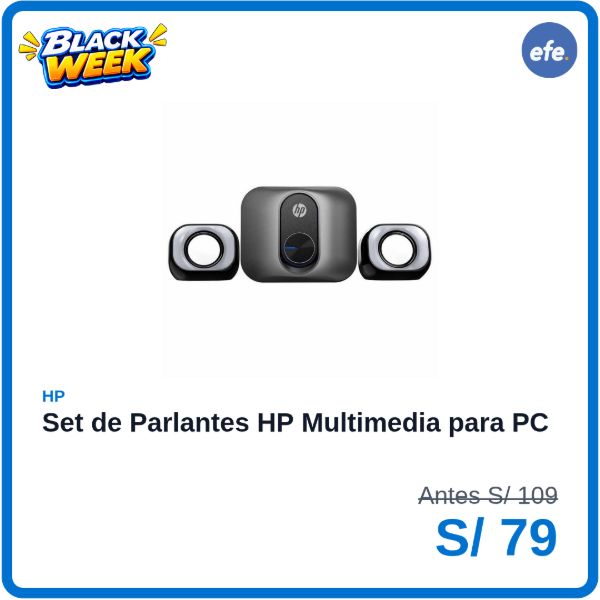 BLACK
WEEK
efe.
hp
HP
Set de Parlantes HP Multimedia para PC
Antes S/ 109
S/ 79